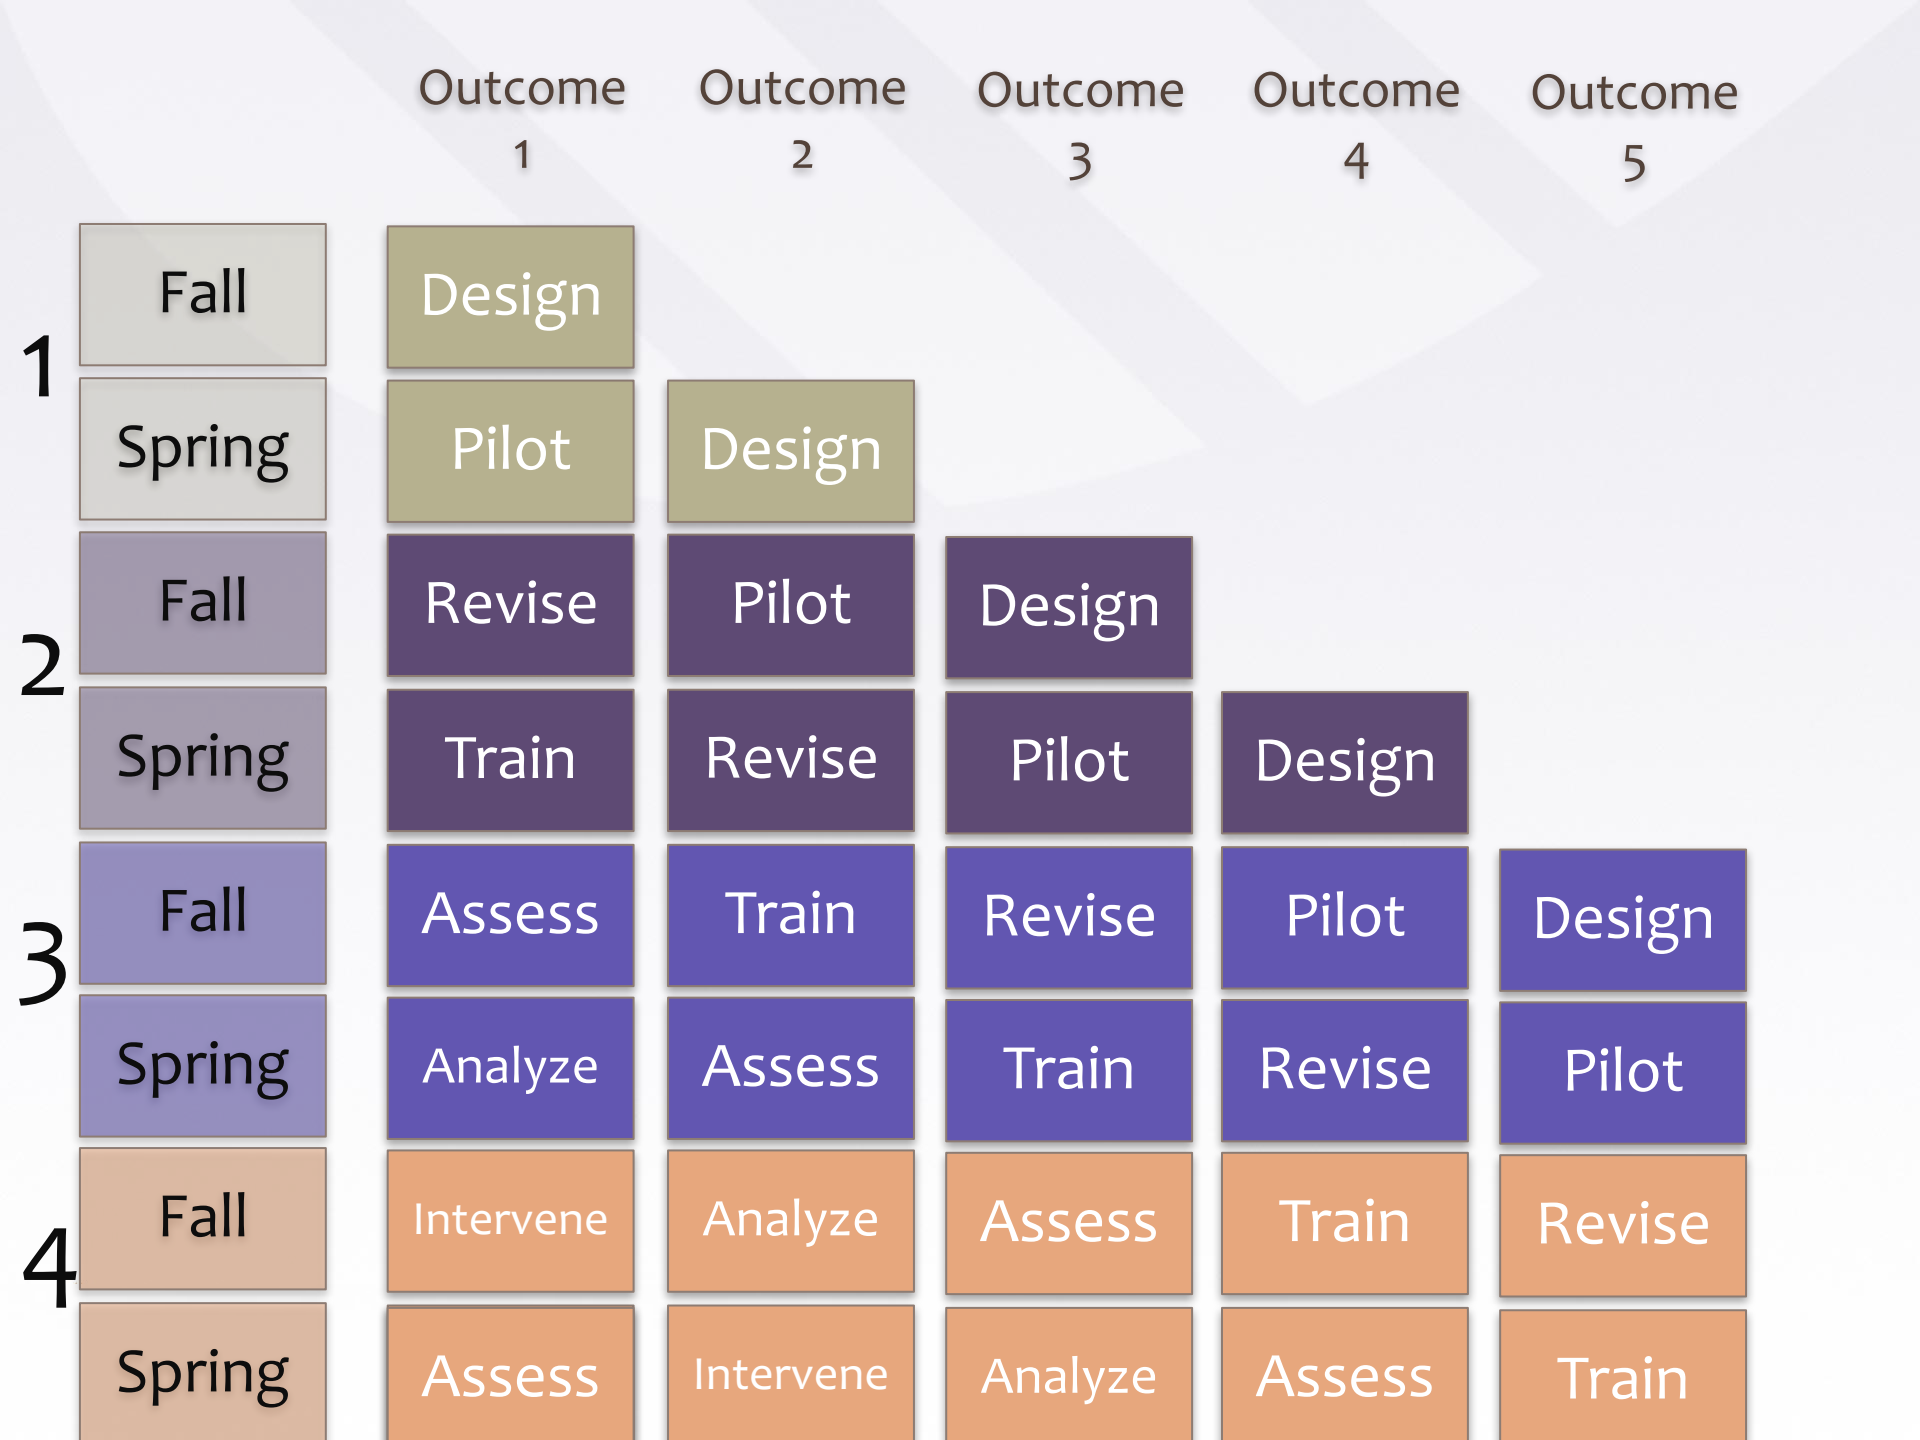 Outcome 1 Outcome 2 Outcome 3 Outcome 4 Outcome 5
1
Fall Design
Spring Pilot Design
2
Fall Revise Pilot Design
Spring Train Revise Pilot Design
3
Fall Assess Train Revise Pilot Design
Spring Analyze Assess Train Revise Pilot
4
Fall Intervene Analyze Assess Train Revise
Spring Assess Intervene Analyze Assess Train